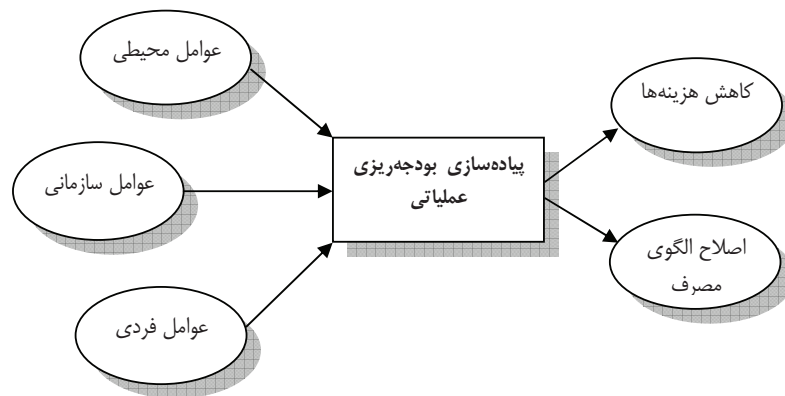 عوامل محیطی
کاهش هزینه‌ها
پیاده‌سازی بودجه‌ریزی
عملیاتی
عوامل سازمانی
اصلاح الگوی
مصرف
عوامل فردی